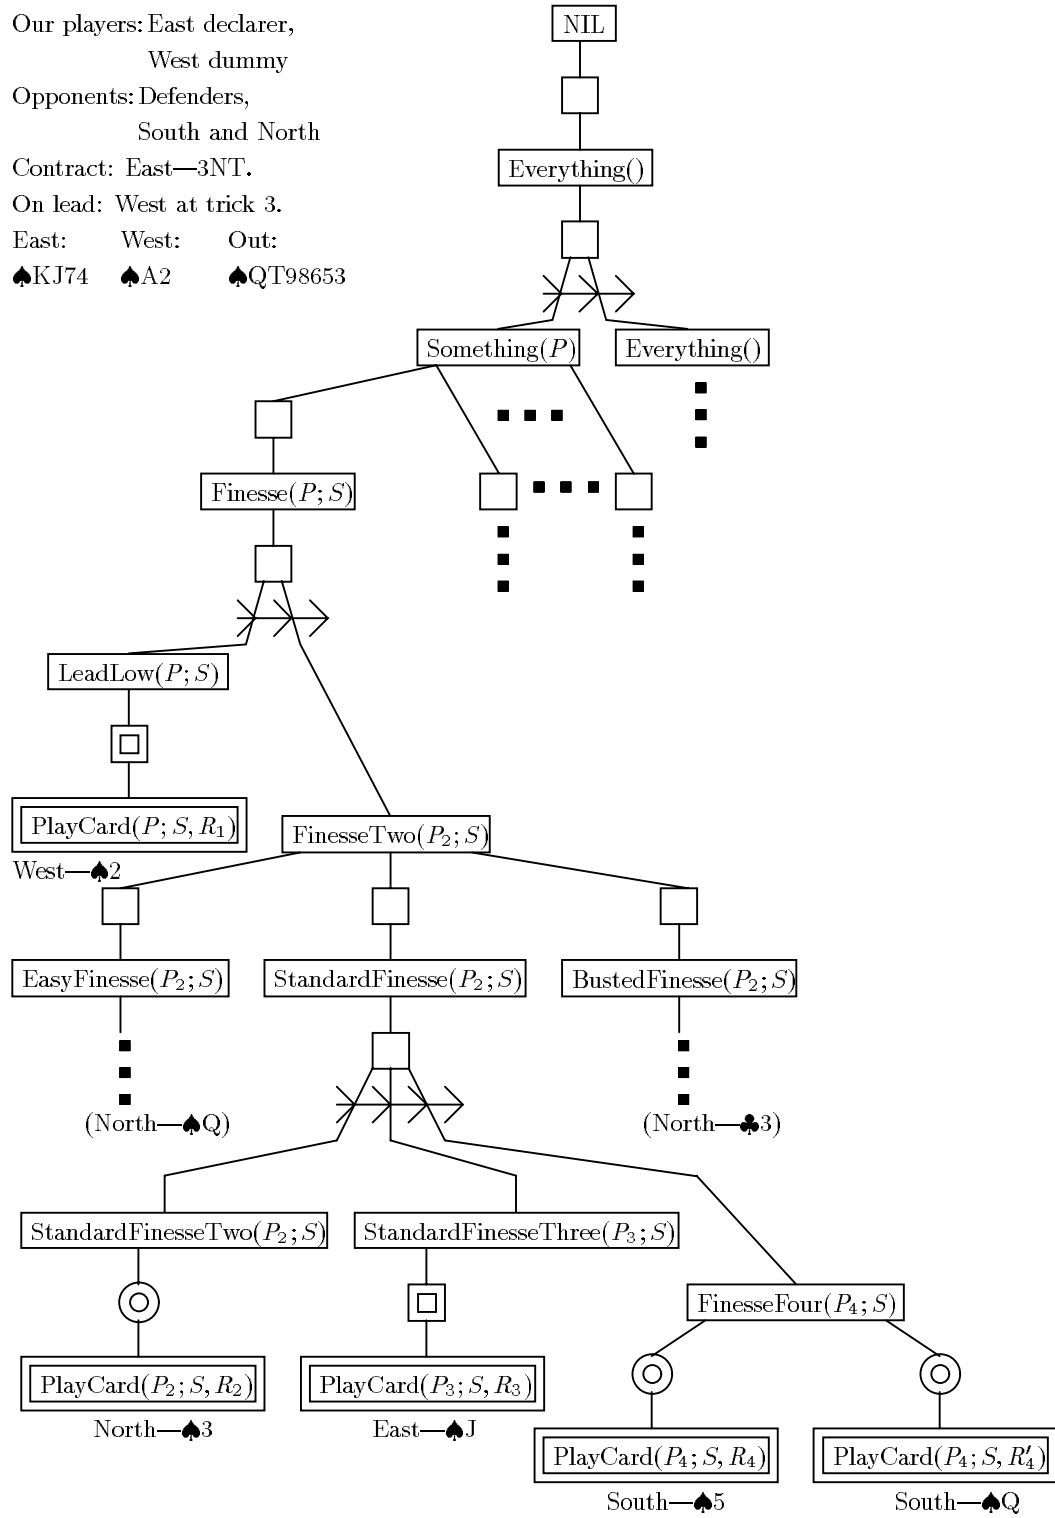 Our players: East declarer,
West dummy
Opponents: Defenders,
South and North
Contract: East—3NT.
On lead: West at trick 3.
East: West: Out:
♠KJ74 ♠A2 ♠QT98653
NIL
Everything()
Something(P) Everything()
Finesse(P; S)
LeadLow(P; S)
PlayCard(P; S, R₁)
West—♠2
FinesseTwo(P₂; S)
EasyFinesse(P₂; S) StandardFinesse(P₂; S) BustedFinesse(P₂; S)
(North—♠Q) (North—♣3)
StandardFinesseTwo(P₂; S) StandardFinesseThree(P₃; S)
FinesseFour(P₄; S)
PlayCard(P₂; S, R₂) PlayCard(P₃; S, R₃)
North—♠3 East—♠J
PlayCard(P₄; S, R₄) PlayCard(P₄; S, R′₄)
South—♠5 South—♠Q